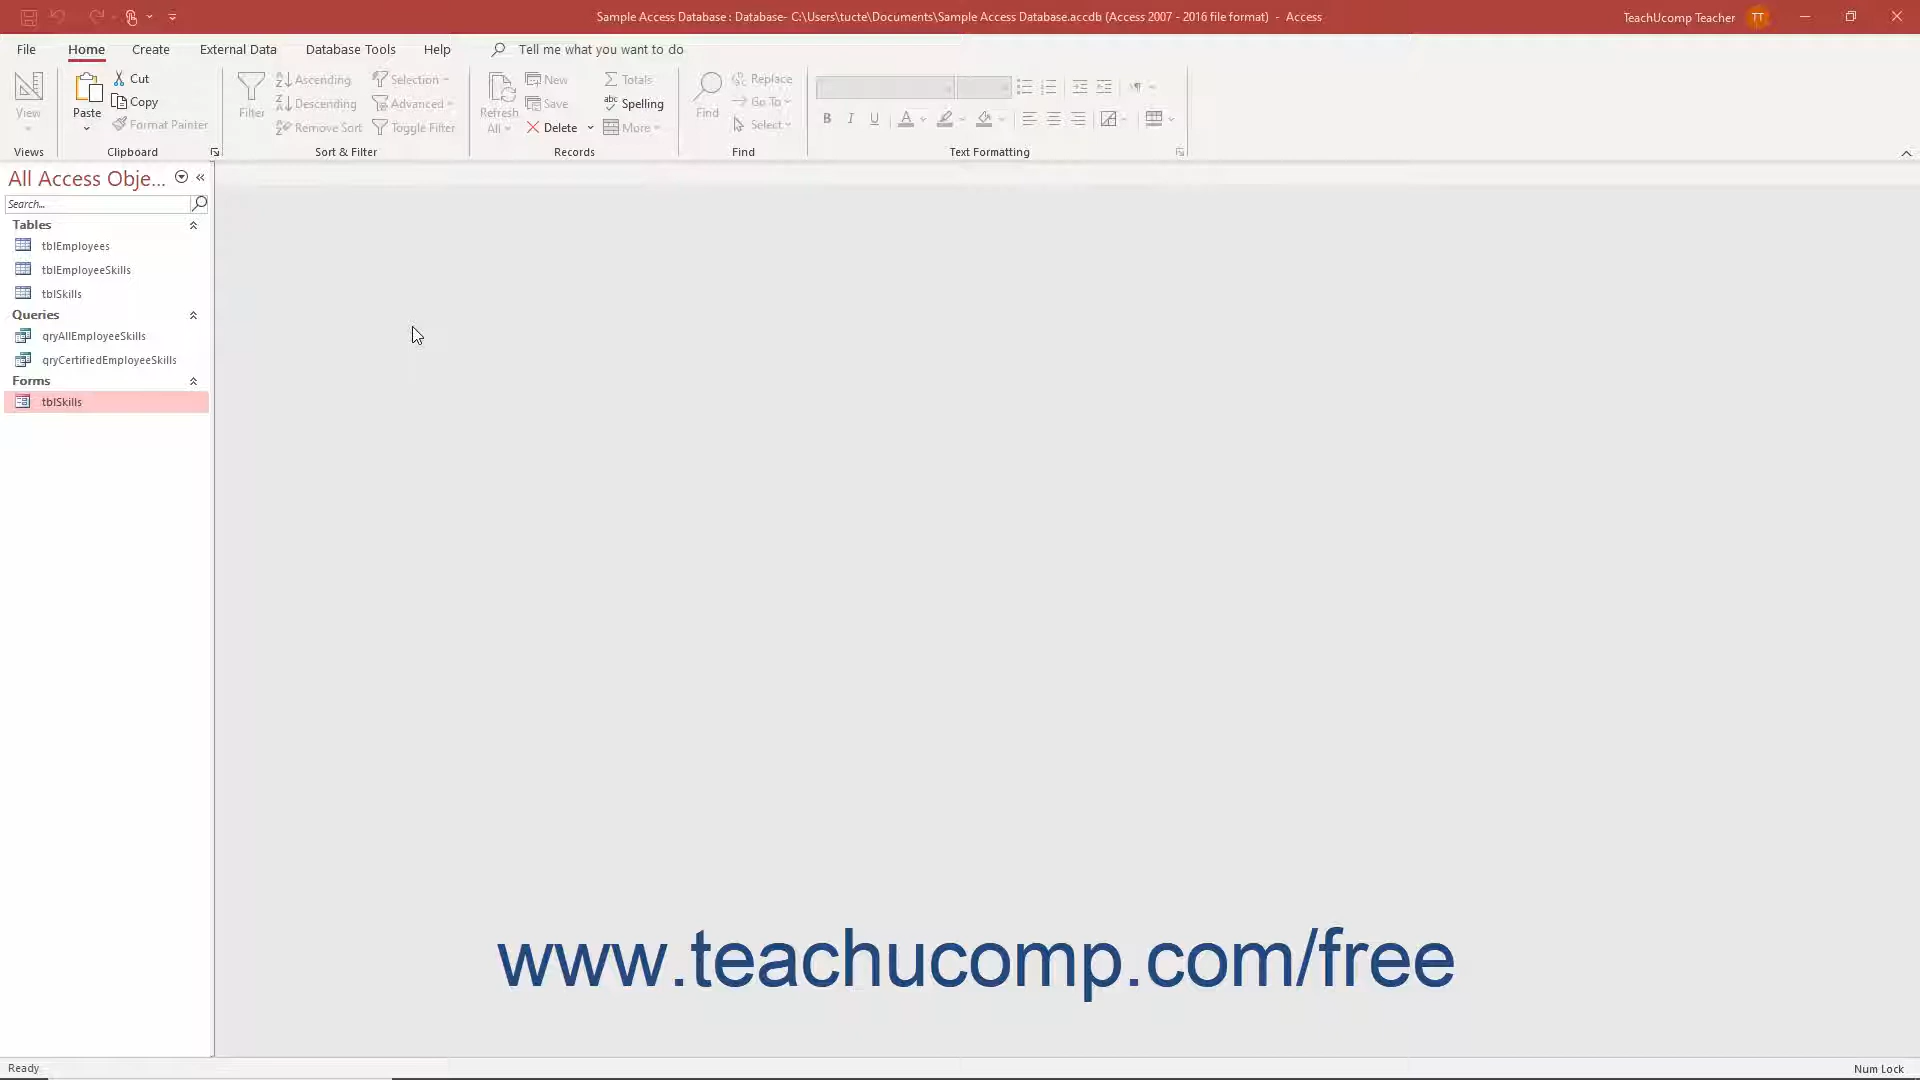 Sample Access Database : Database- C:\Users\tucte\Documents\Sample Access Database.accdb (Access 2007 - 2016 file format) - Access
TeachUcomp Teacher TT
File Home Create External Data Database Tools Help Tell me what you want to do
View
Views
Paste
Cut
Copy
Format Painter
Clipboard
Filter
Ascending
Descending
Remove Sort
Selection
Advanced
Toggle Filter
Sort & Filter
Refresh
All
New
Save
Delete
Totals
Spelling
More
Records
Find
Replace
Go To
Select
Find
B I U A
Text Formatting
All Access Obje...
Search...
Tables
tblEmployees
tblEmployeeSkills
tblSkills
Queries
qryAllEmployeeSkills
qryCertifiedEmployeeSkills
Forms
tblSkills
www.teachucomp.com/free
Ready
Num Lock